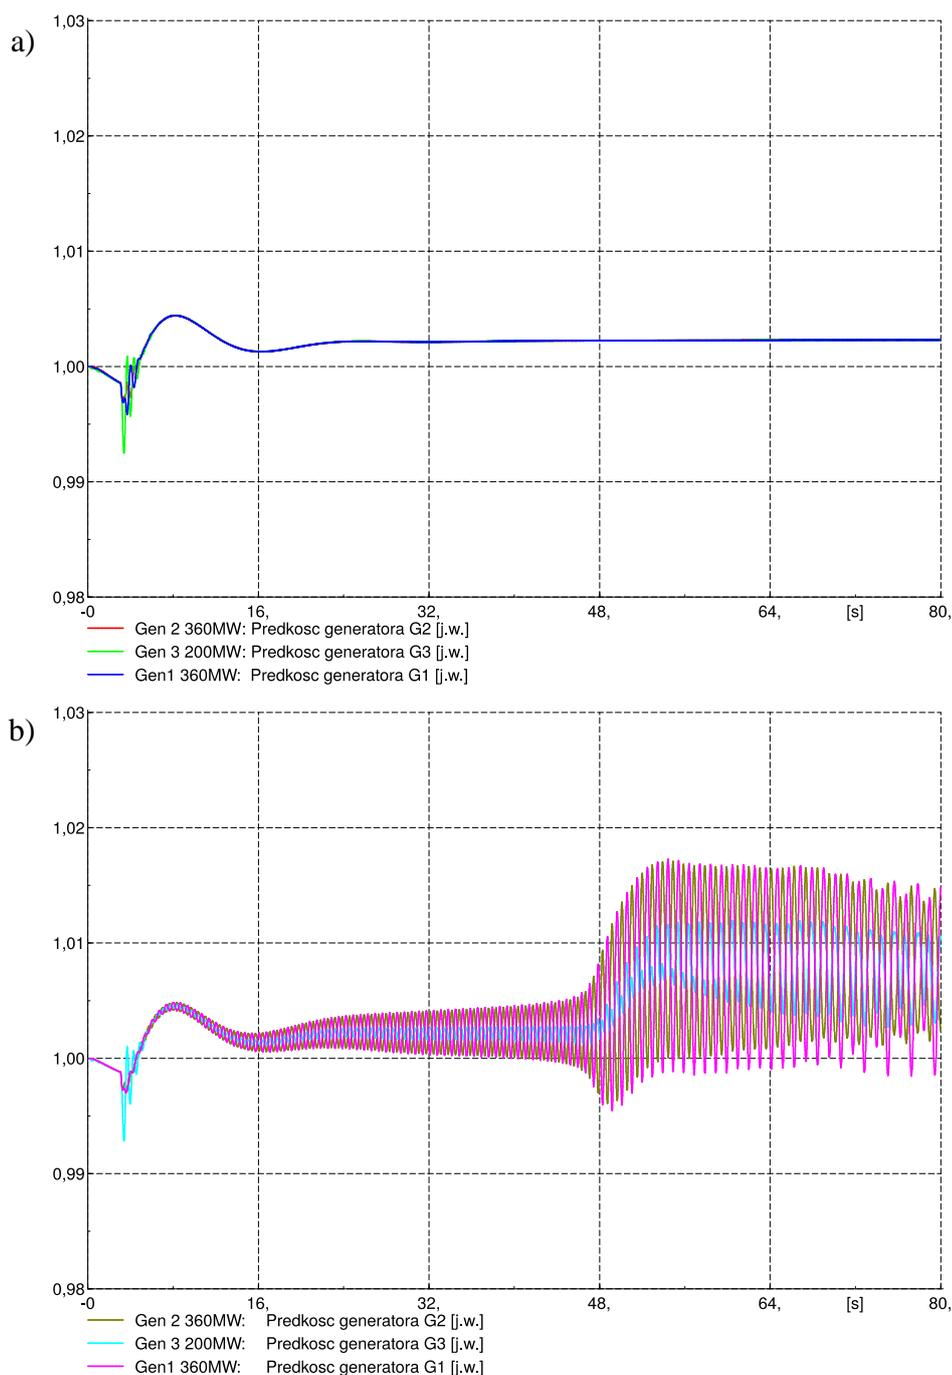 a)
1,03
1,02
1,01
1,00
0,99
0,98
-0 16, 32, 48, 64, [s] 80,
Gen 2 360MW: Predkosc generatora G2 [j.w.]
Gen 3 200MW: Predkosc generatora G3 [j.w.]
Gen1 360MW: Predkosc generatora G1 [j.w.]
b)
1,03
1,02
1,01
1,00
0,99
0,98
-0 16, 32, 48, 64, [s] 80,
Gen 2 360MW: Predkosc generatora G2 [j.w.]
Gen 3 200MW: Predkosc generatora G3 [j.w.]
Gen1 360MW: Predkosc generatora G1 [j.w.]